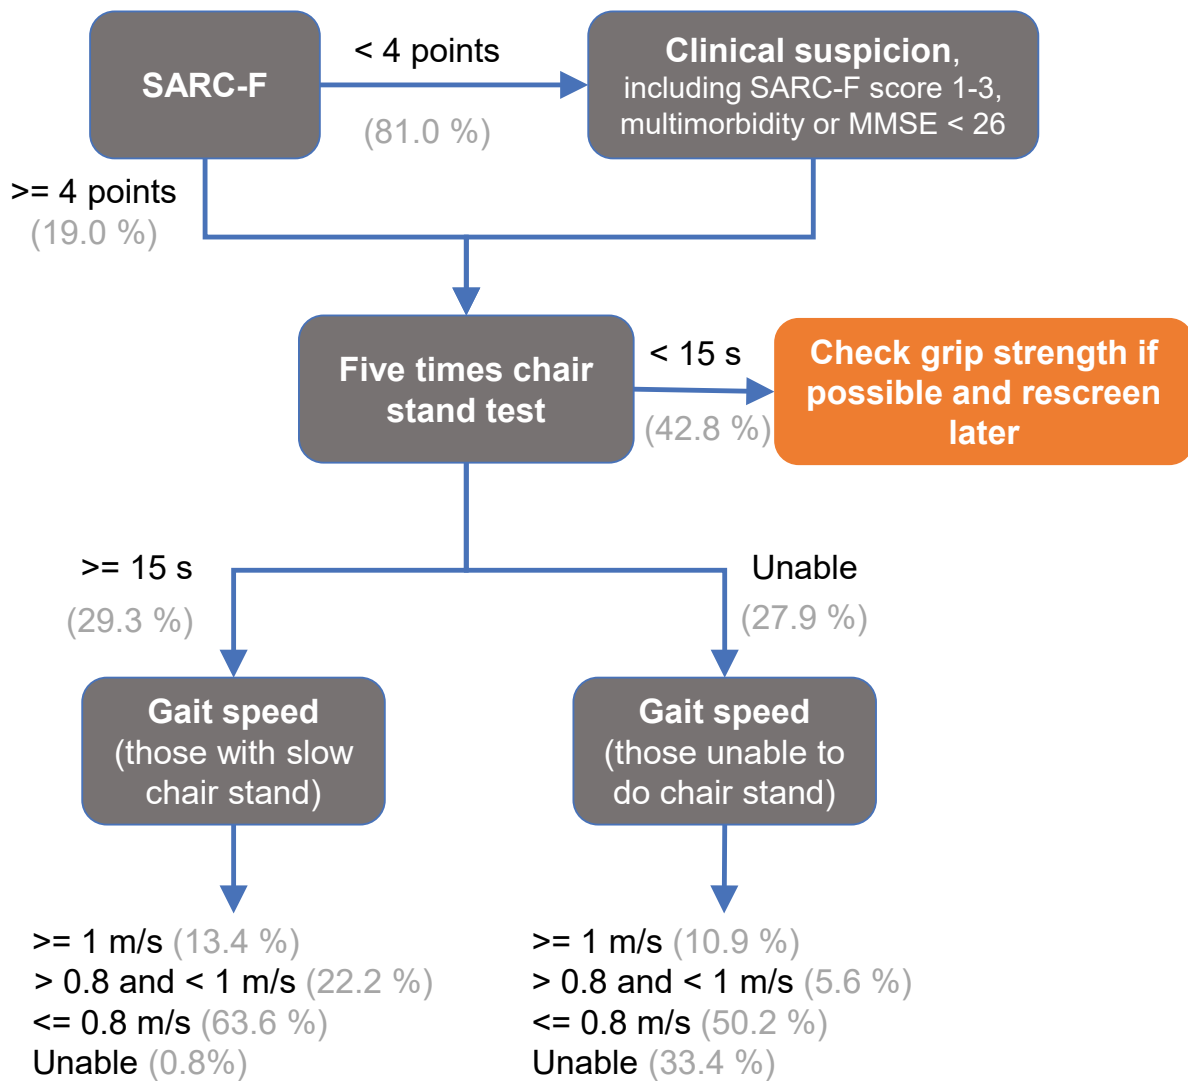 SARC-F
< 4 points
(81.0 %)
Clinical suspicion,
including SARC-F score 1-3,
multimorbidity or MMSE < 26
>= 4 points
(19.0 %)
Five times chair
stand test
< 15 s
(42.8 %)
Check grip strength if
possible and rescreen
later
>= 15 s
(29.3 %)
Unable
(27.9 %)
Gait speed
(those with slow
chair stand)
Gait speed
(those unable to
do chair stand)
>= 1 m/s (13.4 %)
> 0.8 and < 1 m/s (22.2 %)
<= 0.8 m/s (63.6 %)
Unable (0.8%)
>= 1 m/s (10.9 %)
> 0.8 and < 1 m/s (5.6 %)
<= 0.8 m/s (50.2 %)
Unable (33.4 %)